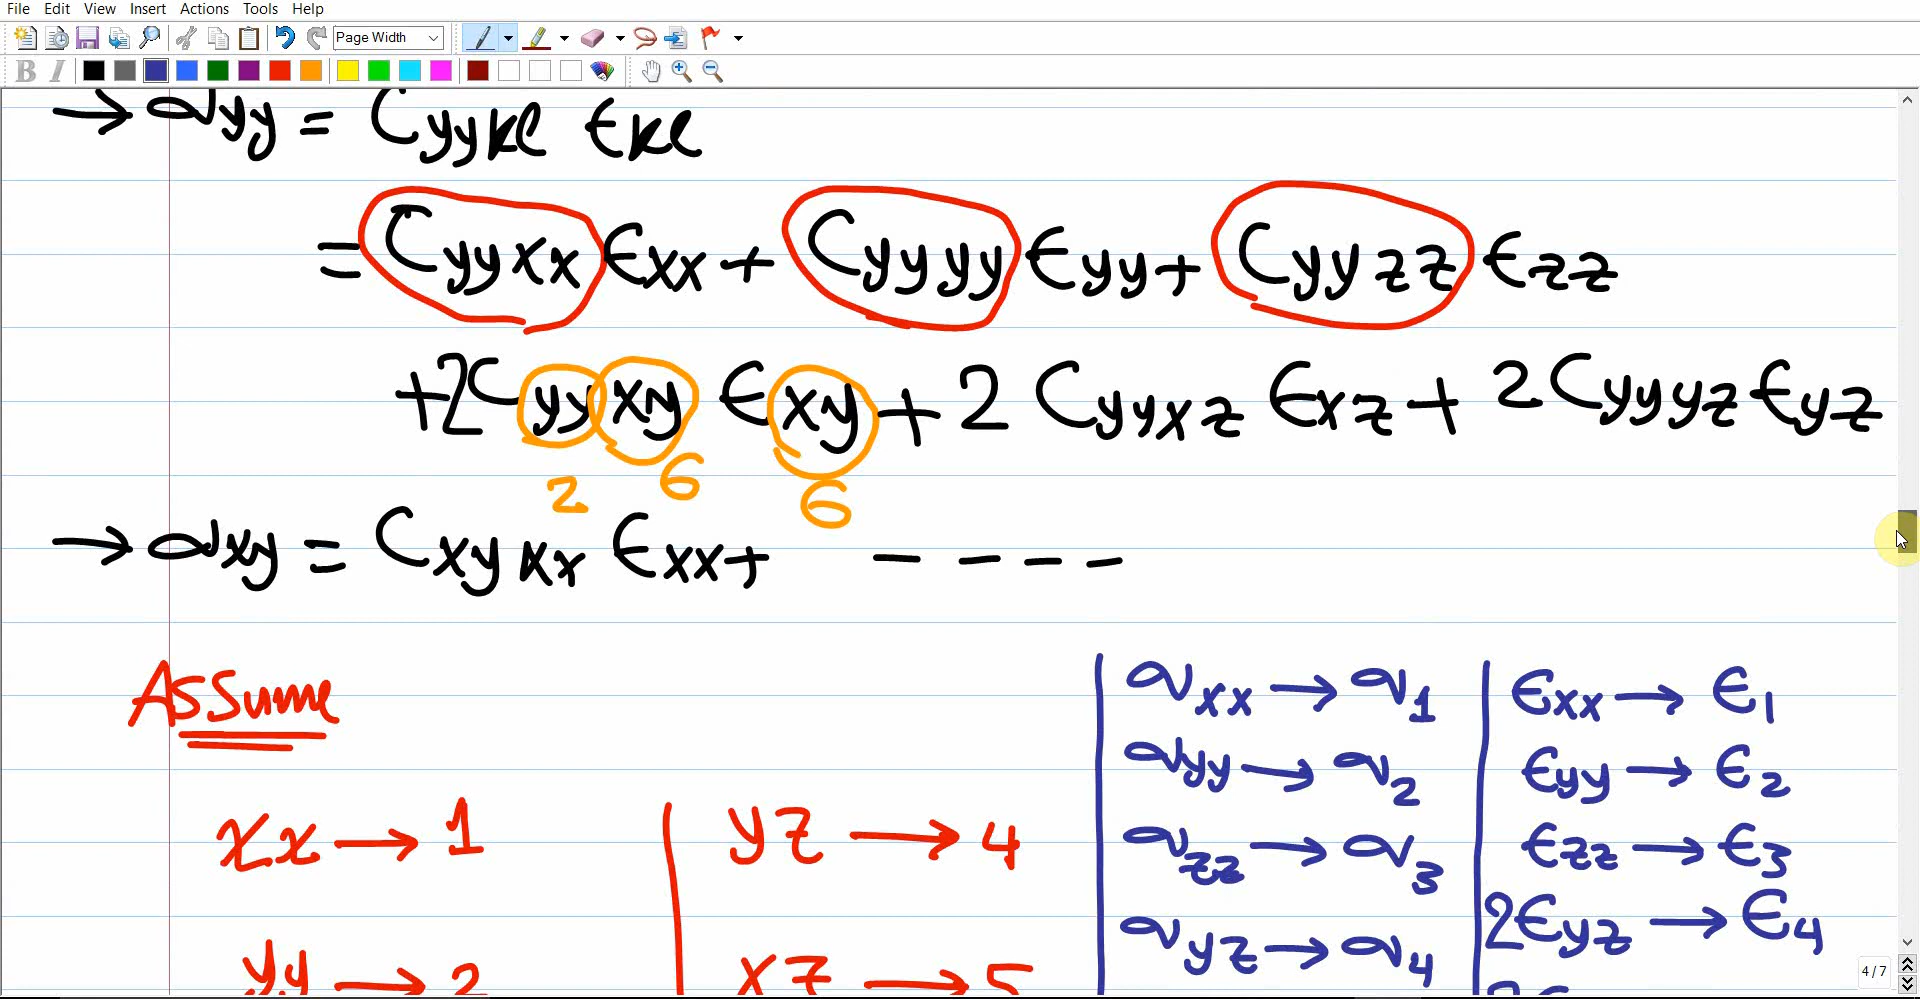 File Edit View Insert Actions Tools Help
Page Width
B I
→ σyy = Cyykl εkl
= Cyyxx εxx + Cyyyy εyy + Cyyzz εzz
+2Cyyxy εxy + 2 Cyyxz εxz + 2 Cyyyz εyz
2 6 6
→ σxy = Cxyxx εxx + - - - -
Assume
xx → 1
yy → 2
yz → 4
xz → 5
σxx → σ1
σyy → σ2
σzz → σ3
σyz → σ4
εxx → ε1
εyy → ε2
εzz → ε3
2εyz → ε4
4 / 7